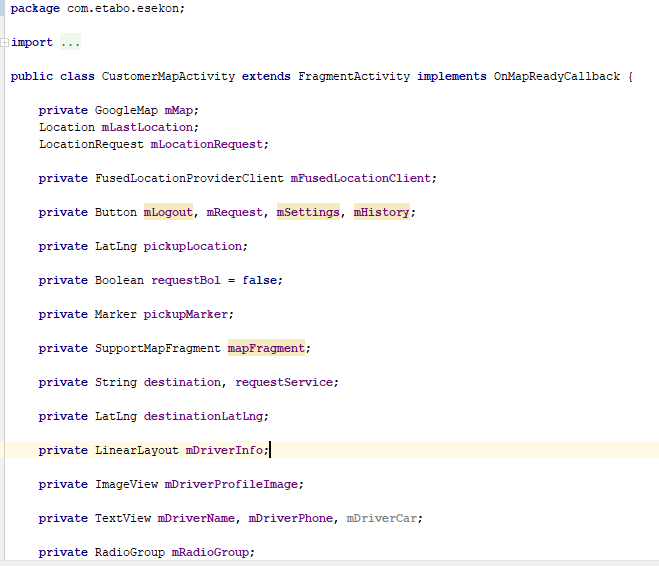 package com.etabo.esekon;
import ...
public class CustomerMapActivity extends FragmentActivity implements OnMapReadyCallback {
private GoogleMap mMap;
Location mLastLocation;
LocationRequest mLocationRequest;
private FusedLocationProviderClient mFusedLocationClient;
private Button mLogout, mRequest, mSettings, mHistory;
private LatLng pickupLocation;
private Boolean requestBol = false;
private Marker pickupMarker;
private SupportMapFragment mapFragment;
private String destination, requestService;
private LatLng destinationLatLng;
private LinearLayout mDriverInfo;
private ImageView mDriverProfileImage;
private TextView mDriverName, mDriverPhone, mDriverCar;
private RadioGroup mRadioGroup;